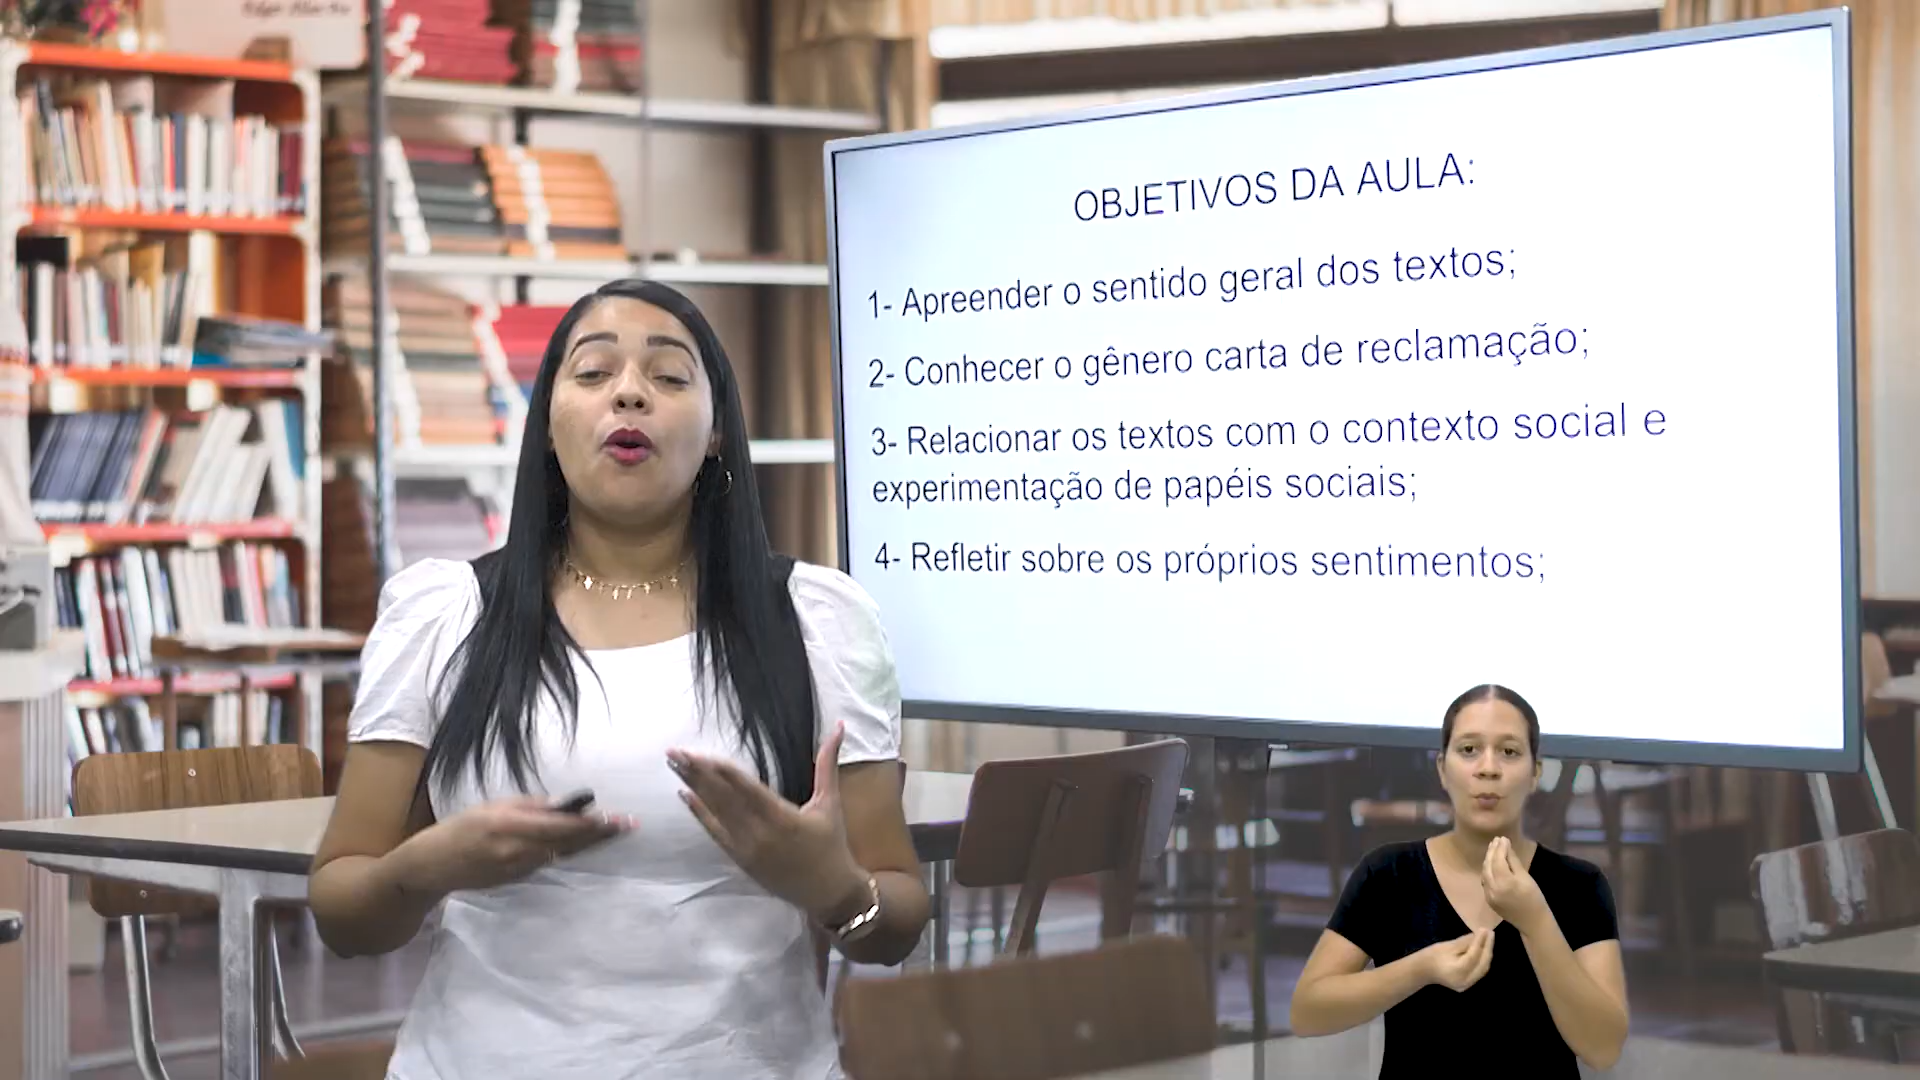 OBJETIVOS DA AULA:
1- Apreender o sentido geral dos textos;
2- Conhecer o gênero carta de reclamação;
3- Relacionar os textos com o contexto social e
experimentação de papéis sociais;
4- Refletir sobre os próprios sentimentos;